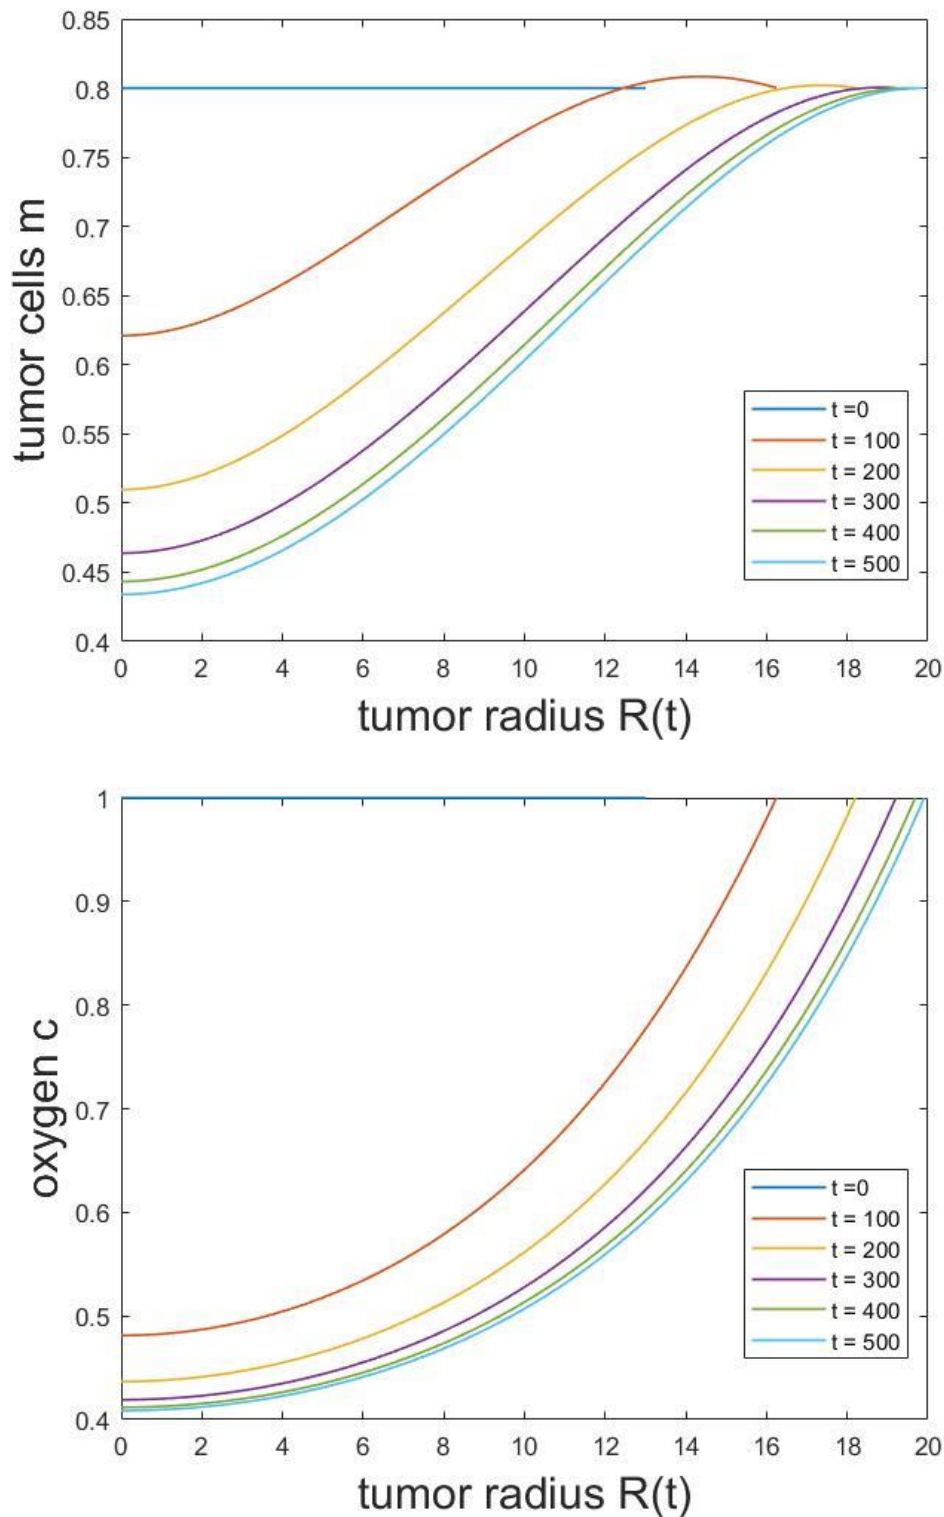 0.85
0.8
0.75
0.7
0.65
0.6
0.55
0.5
0.45
0.4
tumor cells m
t =0
t = 100
t = 200
t = 300
t = 400
t = 500
0 2 4 6 8 10 12 14 16 18 20
tumor radius R(t)
1
0.9
0.8
0.7
0.6
0.5
0.4
oxygen c
t =0
t = 100
t = 200
t = 300
t = 400
t = 500
0 2 4 6 8 10 12 14 16 18 20
tumor radius R(t)